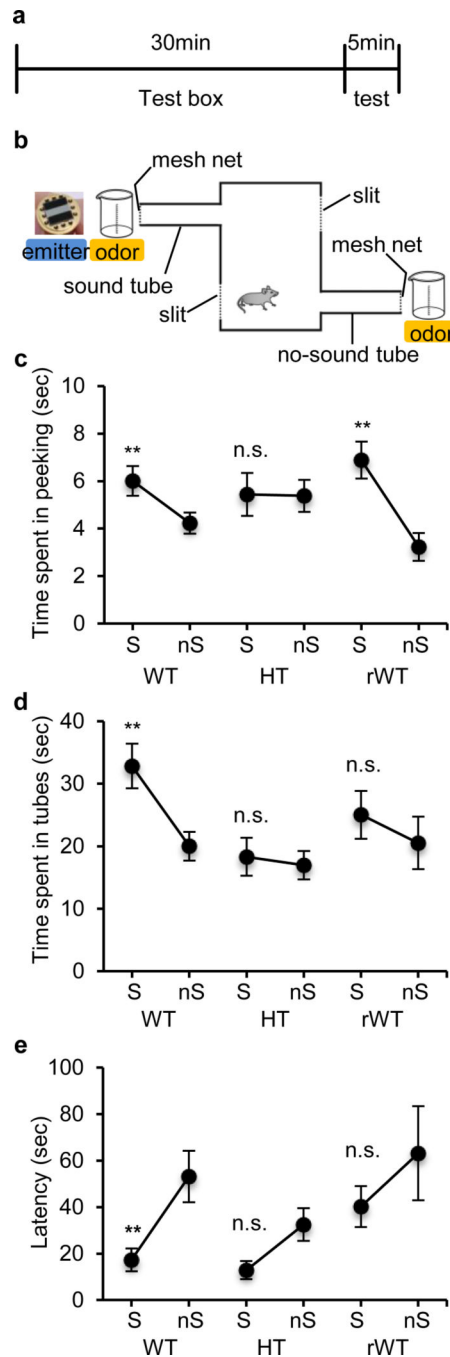 a
30min 5min
Test box test
b
mesh net
slit
mesh net
emitter odor
sound tube
slit
odor
no-sound tube
c
Time spent in peeking (sec)
10
8
6
4
2
0
** n.s. **
S nS S nS S nS
WT HT rWT
d
Time spent in tubes (sec)
40
30
20
10
0
** n.s. n.s.
S nS S nS S nS
WT HT rWT
e
Latency (sec)
100
80
60
40
20
0
** n.s. n.s.
S nS S nS S nS
WT HT rWT